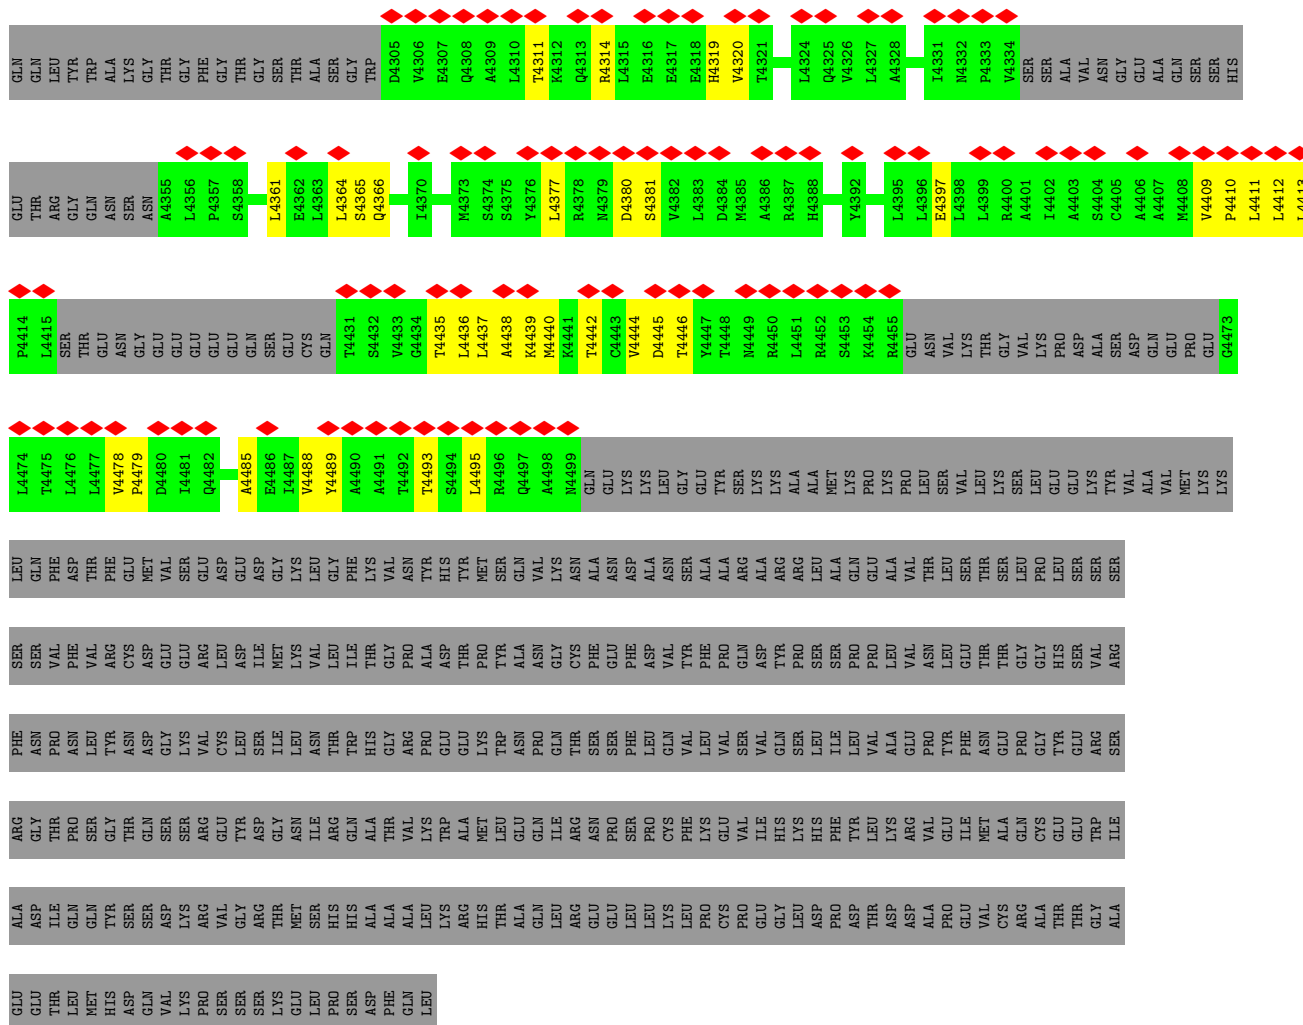 GLN GLN LEU TYR TRP ALA LYS GLY THR GLY PHE GLY THR GLY SER THR ALA SER GLY TRP D4305 V4306 E4307 Q4308 A4309 L4310 T4311 K4312 Q4313 R4314 L4315 E4316 E4317 E4318 H4319 V4320 T4321 L4324 Q4325 V4326 L4327 A4328 I4331 N4332 P4333 V4334 SER SER ALA VAL ASN GLY GLU ALA GLN SER SER HIS
GLU THR ARG GLY GLN ASN SER ASN A4355 L4356 P4357 S4358 L4361 E4362 L4363 L4364 S4365 Q4366 I4370 M4373 S4374 S4375 Y4376 L4377 R4378 N4379 D4380 S4381 V4382 L4383 D4384 M4385 A4386 R4387 H4388 Y4392 L4395 L4396 E4397 L4398 L4399 R4400 A4401 I4402 A4403 S4404 C4405 A4406 A4407 M4408 V4409 P4410 L4411 L4412 L4413
P4414 L4415 SER THR GLU ASN GLY GLU GLU GLU GLU GLU GLN SER GLU CYS GLN T4431 S4432 V4433 G4434 T4435 L4436 L4437 A4438 K4439 M4440 K4441 T4442 C4443 V4444 D4445 T4446 Y4447 T4448 N4449 R4450 L4451 R4452 S4453 K4454 R4455 GLU ASN VAL LYS THR GLY VAL LYS PRO ASP ALA SER ASP GLN GLU PRO GLU G4473
L4474 T4475 L4476 L4477 V4478 P4479 D4480 I4481 Q4482 A4485 E4486 I4487 V4488 Y4489 A4490 A4491 T4492 T4493 S4494 L4495 R4496 Q4497 A4498 N4499 GLN GLU LYS LYS LEU GLY GLU TYR SER LYS LYS ALA ALA MET LYS PRO LYS PRO LEU SER VAL LEU LYS SER LEU GLU GLU LYS TYR VAL ALA VAL MET LYS LYS
LEU GLN PHE ASP THR PHE GLU MET VAL SER GLU ASP GLU ASP GLY LYS LEU GLY PHE LYS VAL ASN TYR HIS TYR MET SER GLN VAL LYS ASN ALA ASN ASP ALA ASN SER ALA ALA ARG ALA ARG ARG LEU ALA GLN GLU ALA VAL THR LEU SER THR SER LEU PRO LEU SER SER SER
SER SER VAL PHE VAL ARG CYS ASP GLU GLU ARG LEU ASP ILE MET LYS VAL LEU ILE THR GLY PRO ALA ASP THR PRO TYR ALA ASN GLY CYS PHE GLU PHE ASP VAL TYR PHE PRO GLN ASP TYR PRO SER SER PRO PRO LEU VAL ASN LEU GLU THR THR GLY GLY HIS SER VAL ARG
PHE ASN PRO ASN LEU TYR ASN ASP GLY LYS VAL CYS LEU SER ILE LEU ASN THR TRP HIS GLY ARG PRO GLU GLU LYS TRP ASN PRO GLN THR SER SER PHE LEU GLN VAL LEU VAL SER VAL GLN SER LEU ILE LEU VAL ALA GLU PRO TYR PHE ASN GLU PRO GLY TYR GLU ARG SER
ARG GLY THR PRO SER GLY THR GLN SER SER ARG GLU TYR ASP GLY ASN ILE ARG GLN ALA THR VAL LYS TRP ALA MET LEU GLU GLN ILE ARG ASN PRO SER PRO CYS PHE LYS GLU VAL ILE HIS LYS HIS PHE TYR LEU LYS ARG VAL GLU ILE MET ALA GLN CYS GLU GLU TRP ILE
ALA ASP ILE GLN GLN TYR SER SER ASP LYS ARG VAL GLY ARG THR MET SER HIS HIS ALA ALA ALA LEU LYS ARG HIS THR ALA GLN LEU ARG GLU GLU LEU LEU LYS LEU PRO CYS PRO GLU GLY LEU ASP PRO ASP THR ASP ASP ALA PRO GLU VAL CYS ARG ALA THR THR GLY ALA
GLU GLU THR LEU MET HIS ASP GLN VAL LYS PRO SER SER SER LYS GLU LEU PRO SER ASP PHE GLN LEU